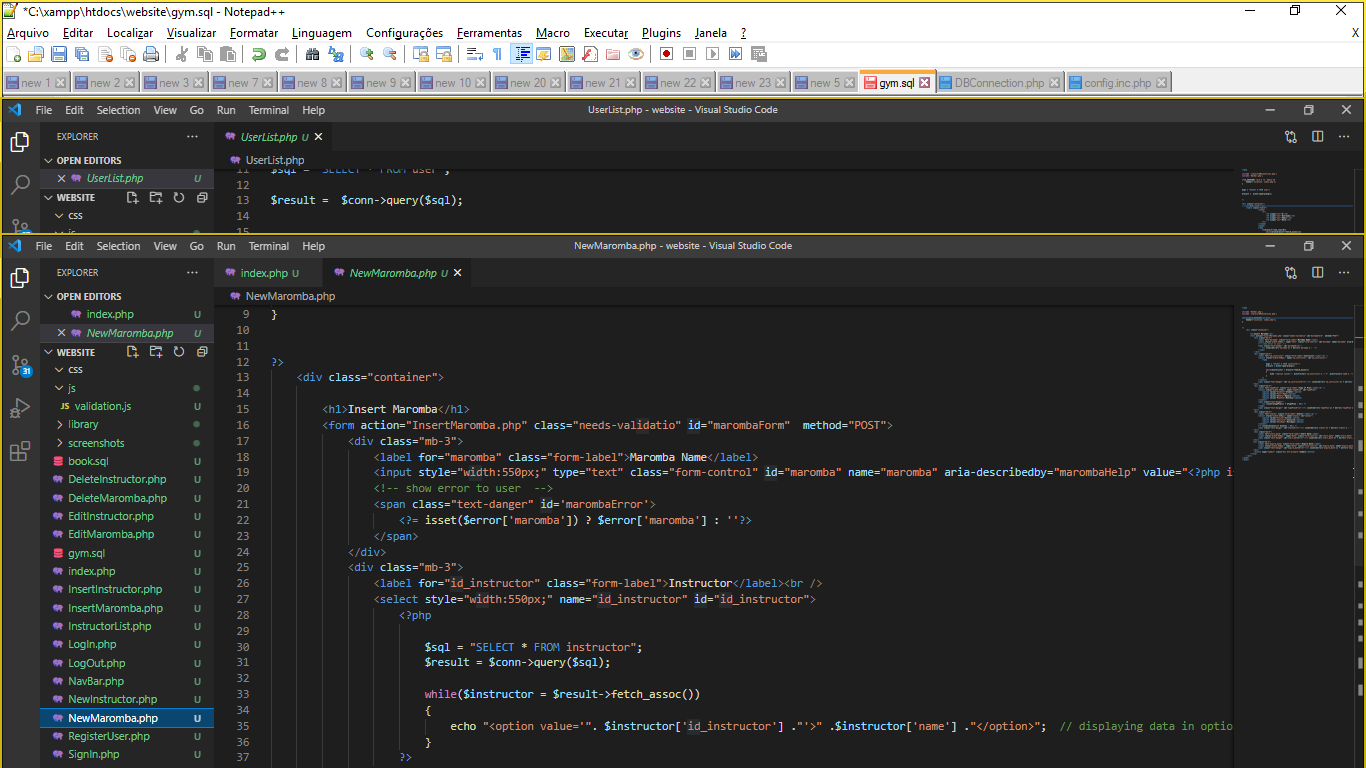 *C:\xampp\htdocs\website\gym.sql - Notepad++
Arquivo Editar Localizar Visualizar Formatar Linguagem Configurações Ferramentas Macro Executar Plugins Janela ? X
new 1 new 2 new 3 new 7 new 8 new 9 new 10 new 20 new 21 new 22 new 23 new 5 gym.sql DBConnection.php config.inc.php
File Edit Selection View Go Run Terminal Help UserList.php - website - Visual Studio Code
EXPLORER
UserList.php U
OPEN EDITORS
UserList.php U
WEBSITE
css
js
UserList.php
11 $sql = "SELECT * FROM user";
12
13 $result =  $conn->query($sql);
14
15
File Edit Selection View Go Run Terminal Help NewMaromba.php - website - Visual Studio Code
EXPLORER
index.php U NewMaromba.php U
OPEN EDITORS
index.php U
NewMaromba.php U
WEBSITE
css
js
validation.js U
library
screenshots
book.sql U
DeleteInstructor.php U
DeleteMaromba.php U
EditInstructor.php U
EditMaromba.php U
gym.sql U
index.php U
InsertInstructor.php U
InsertMaromba.php U
InstructorList.php U
LogIn.php U
LogOut.php U
NavBar.php U
NewInstructor.php U
NewMaromba.php U
RegisterUser.php U
SignIn.php U
31
NewMaromba.php
9 }
10
11
12 ?>
13 <div class="container">
14
15 <h1>Insert Maromba</h1>
16 <form action="InsertMaromba.php" class="needs-validatio" id="marombaForm"  method="POST">
17 <div class="mb-3">
18 <label for="maromba" class="form-label">Maromba Name</label>
19 <input style="width:550px;" type="text" class="form-control" id="maromba" name="maromba" aria-describedby="marombaHelp" value="<?php i
20 <!-- show error to user  -->
21 <span class="text-danger" id='marombaError'>
22 <?= isset($error['maromba']) ? $error['maromba'] : ''?>
23 </span>
24 </div>
25 <div class="mb-3">
26 <label for="id_instructor" class="form-label">Instructor</label><br />
27 <select style="width:550px;" name="id_instructor" id="id_instructor">
28 <?php
29
30 $sql = "SELECT * FROM instructor";
31 $result = $conn->query($sql);
32
33 while($instructor = $result->fetch_assoc())
34 {
35 echo "<option value='". $instructor['id_instructor'] ."'>" .$instructor['name'] ."</option>";  // displaying data in optio
36 }
37 ?>